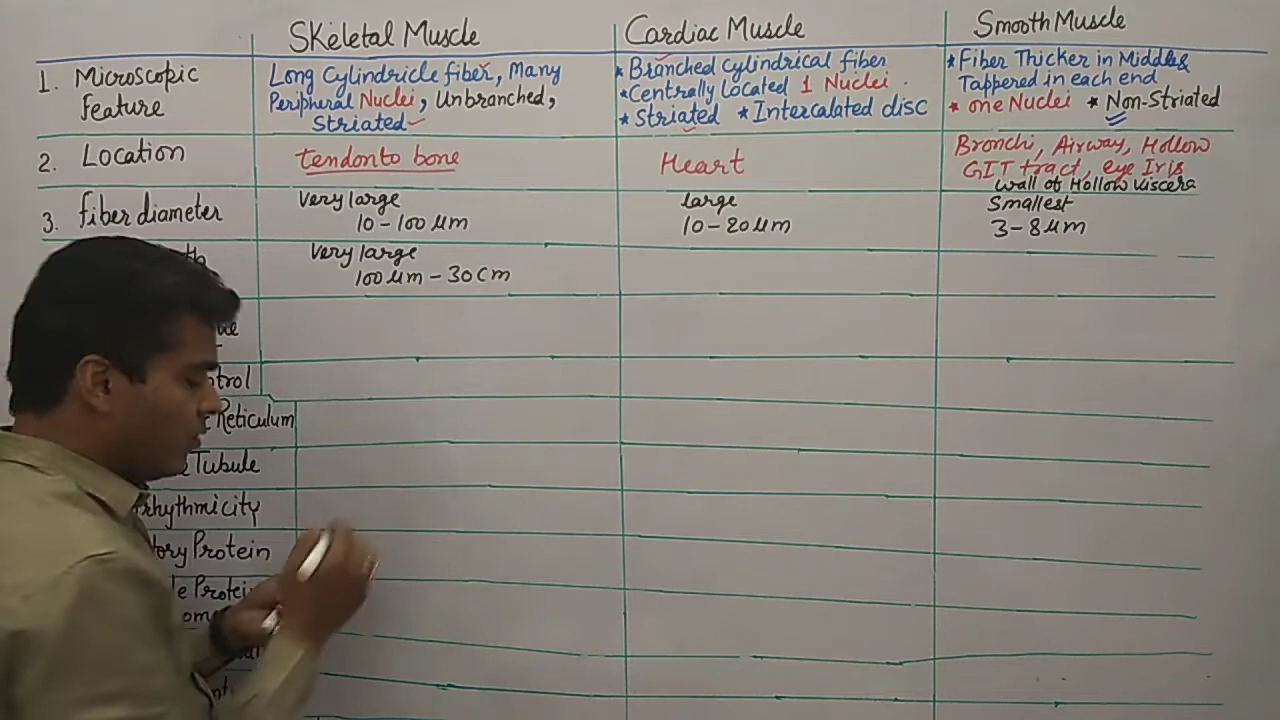 Skeletal Muscle
Cardiac Muscle
Smooth Muscle
1. Microscopic
Feature
Long Cylindricle fiber, Many
Peripheral Nuclei, Unbranched,
Striated
* Branched Cylindrical fiber
* Centrally Located 1 Nuclei
* Striated * Intercalated disc
* Fiber Thicker in Middle &
Tappered in each end
* one Nuclei * Non-Striated
2. Location
tendon to bone
Heart
Bronchi, Airway, Hollow
GIT tract, eye Iris
Wall of Hollow viscera
3. Fiber diameter
Very large
10-100 µm
large
10-20 µm
Smallest
3-8 µm
Very large
100 µm - 30 Cm
Reticulum
Tubule
rhythmicity
Protein